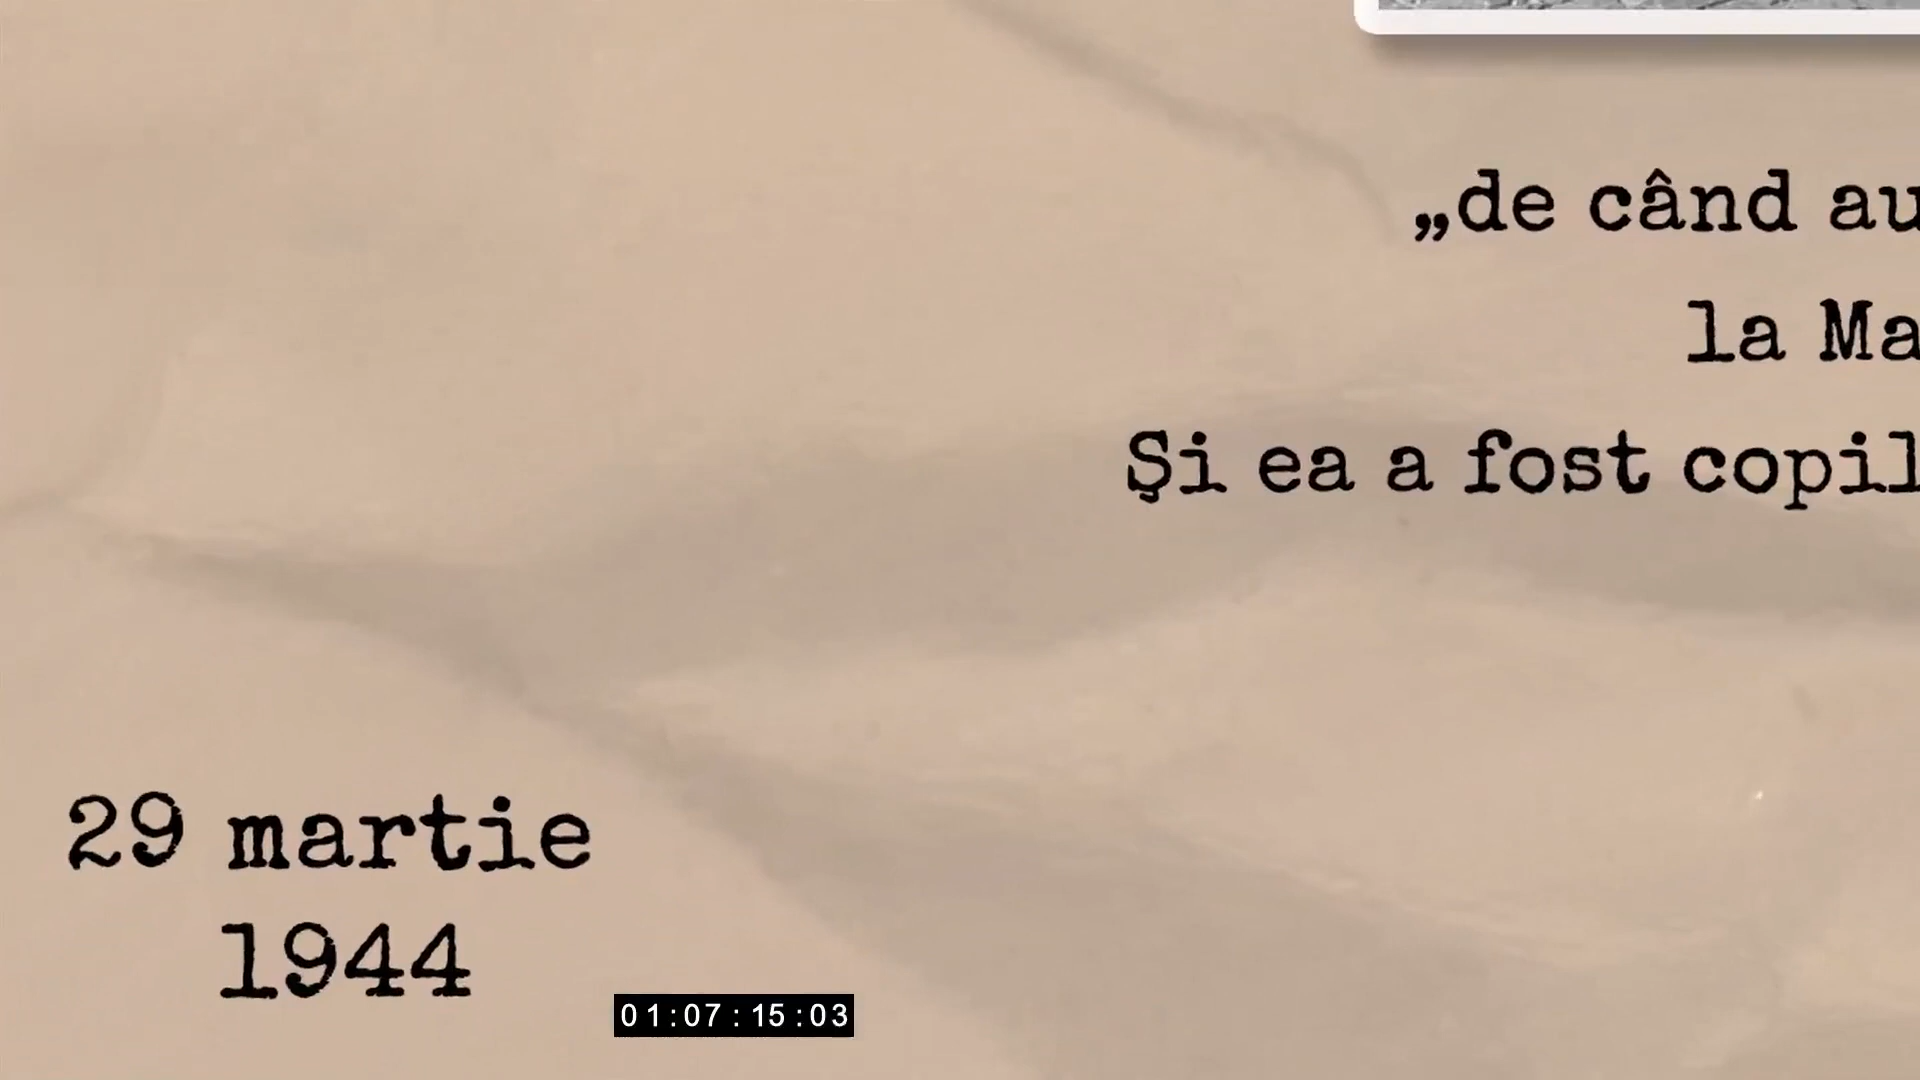 „de când au
la Ma
Şi ea a fost copil
29 martie
1944
01:07:15:03